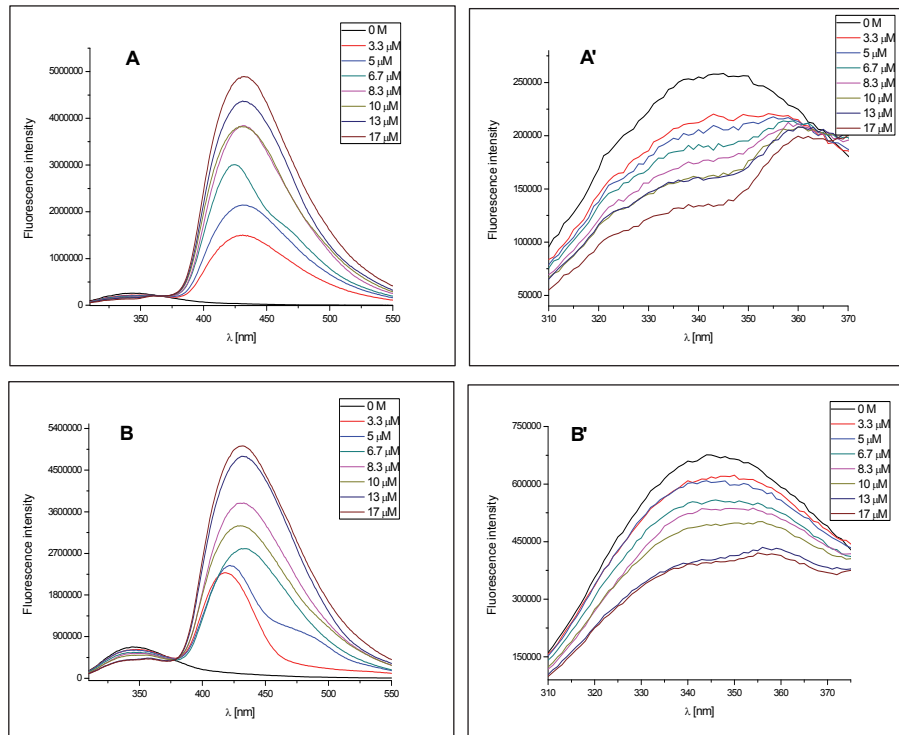 A
0 M
3.3 μM
5 μM
6.7 μM
8.3 μM
10 μM
13 μM
17 μM
Fluorescence intensity
5000000
4000000
3000000
2000000
1000000
0
350
400
450
500
550
λ [nm]
A'
0 M
3.3 μM
5 μM
6.7 μM
8.3 μM
10 μM
13 μM
17 μM
Fluorescence intensity
250000
200000
150000
100000
50000
310
320
330
340
350
360
370
λ [nm]
B
0 M
3.3 μM
5 μM
6.7 μM
8.3 μM
10 μM
13 μM
17 μM
Fluorescence intensity
5400000
4500000
3600000
2700000
1800000
900000
0
350
400
450
500
550
λ [nm]
B'
0 M
3.3 μM
5 μM
6.7 μM
8.3 μM
10 μM
13 μM
17 μM
Fluorescence intensity
750000
600000
450000
300000
150000
310
320
330
340
350
360
370
λ [nm]